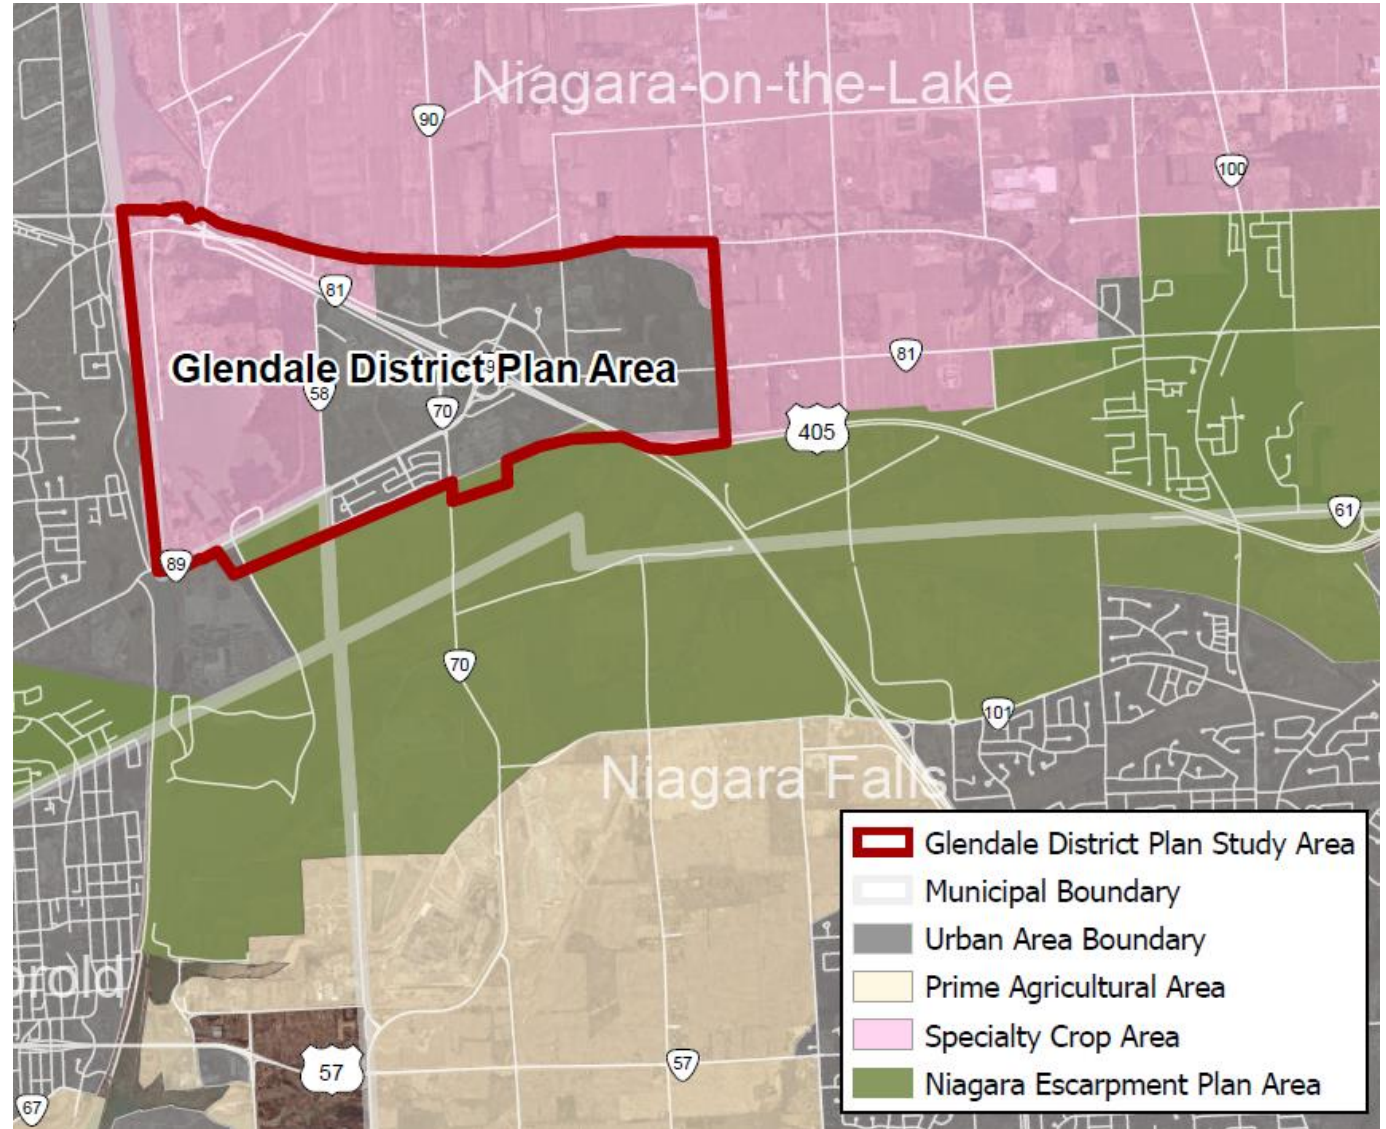 Niagara-on-the-Lake
90
100
81
Glendale District Plan Area
9
81
58
70
405
61
89
70
101
Niagara Falls
Glendale District Plan Study Area
Municipal Boundary
Urban Area Boundary
orold
Prime Agricultural Area
Specialty Crop Area
57
57
Niagara Escarpment Plan Area
67